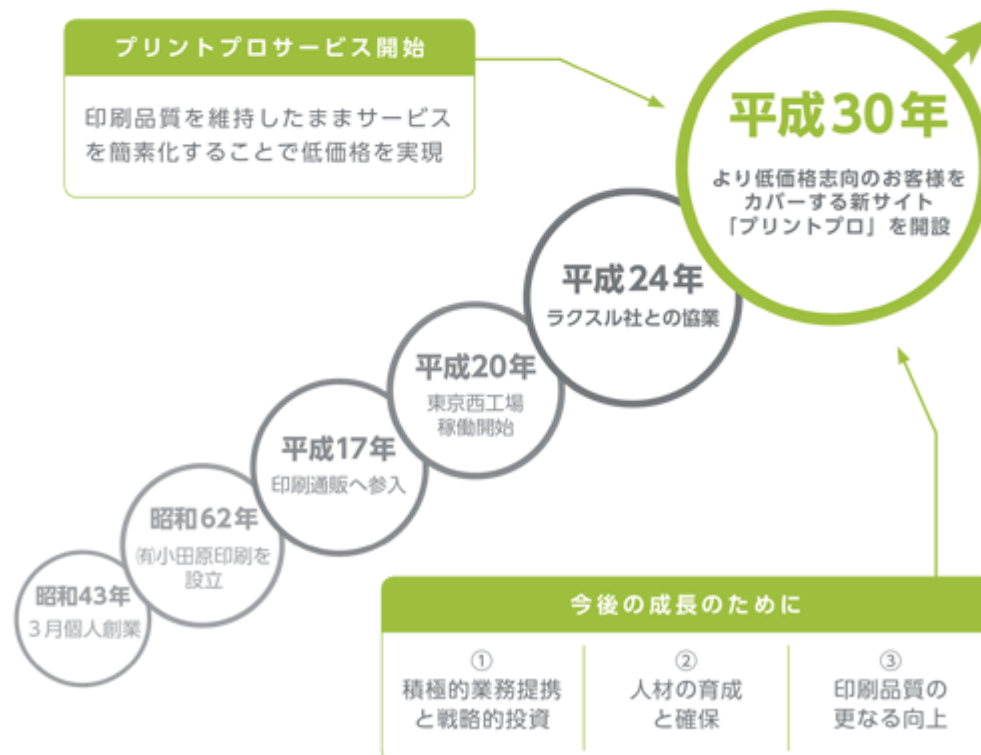 プリントプロサービス開始
印刷品質を維持したままサービス
を簡素化することで低価格を実現
平成30年
より低価格志向のお客様を
カバーする新サイト
「プリントプロ」を開設
平成24年
ラクスル社との協業
平成20年
東京西工場
稼働開始
平成17年
印刷通販へ参入
昭和62年
㈲小田原印刷を
設立
昭和43年
3月個人創業
今後の成長のために
①
積極的業務提携
と戦略的投資
②
人材の育成
と確保
③
印刷品質の
更なる向上